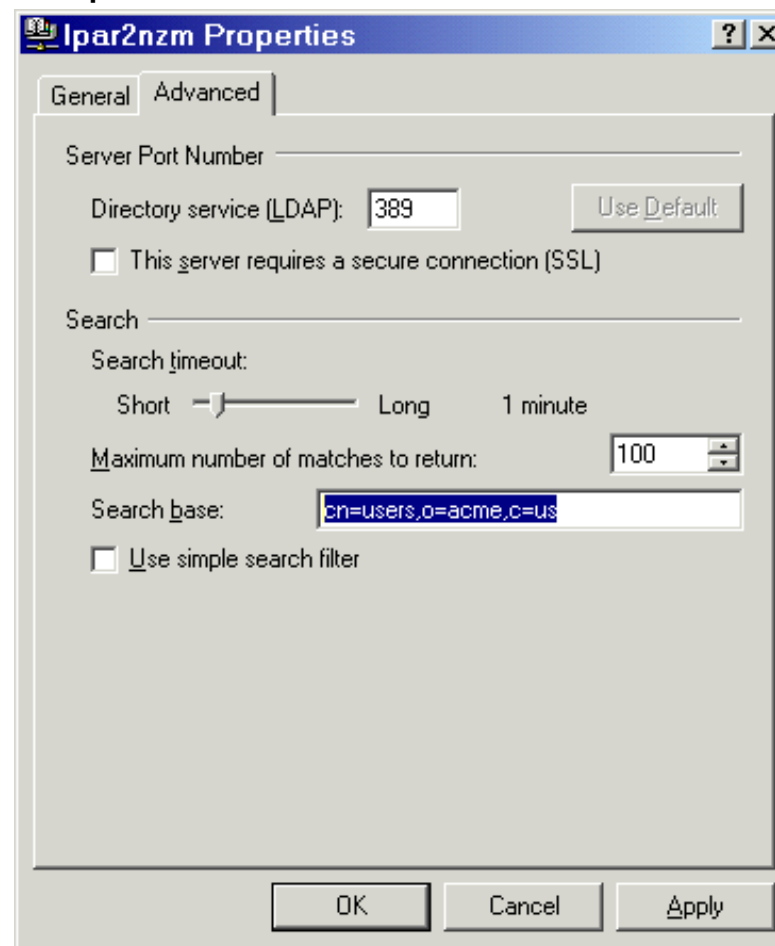 lpar2nzm Properties
General Advanced
Server Port Number
Directory service (LDAP): 389 Use Default
This server requires a secure connection (SSL)
Search
Search timeout:
Short Long 1 minute
Maximum number of matches to return: 100
Search base: cn=users,o=acme,c=us
Use simple search filter
OK Cancel Apply